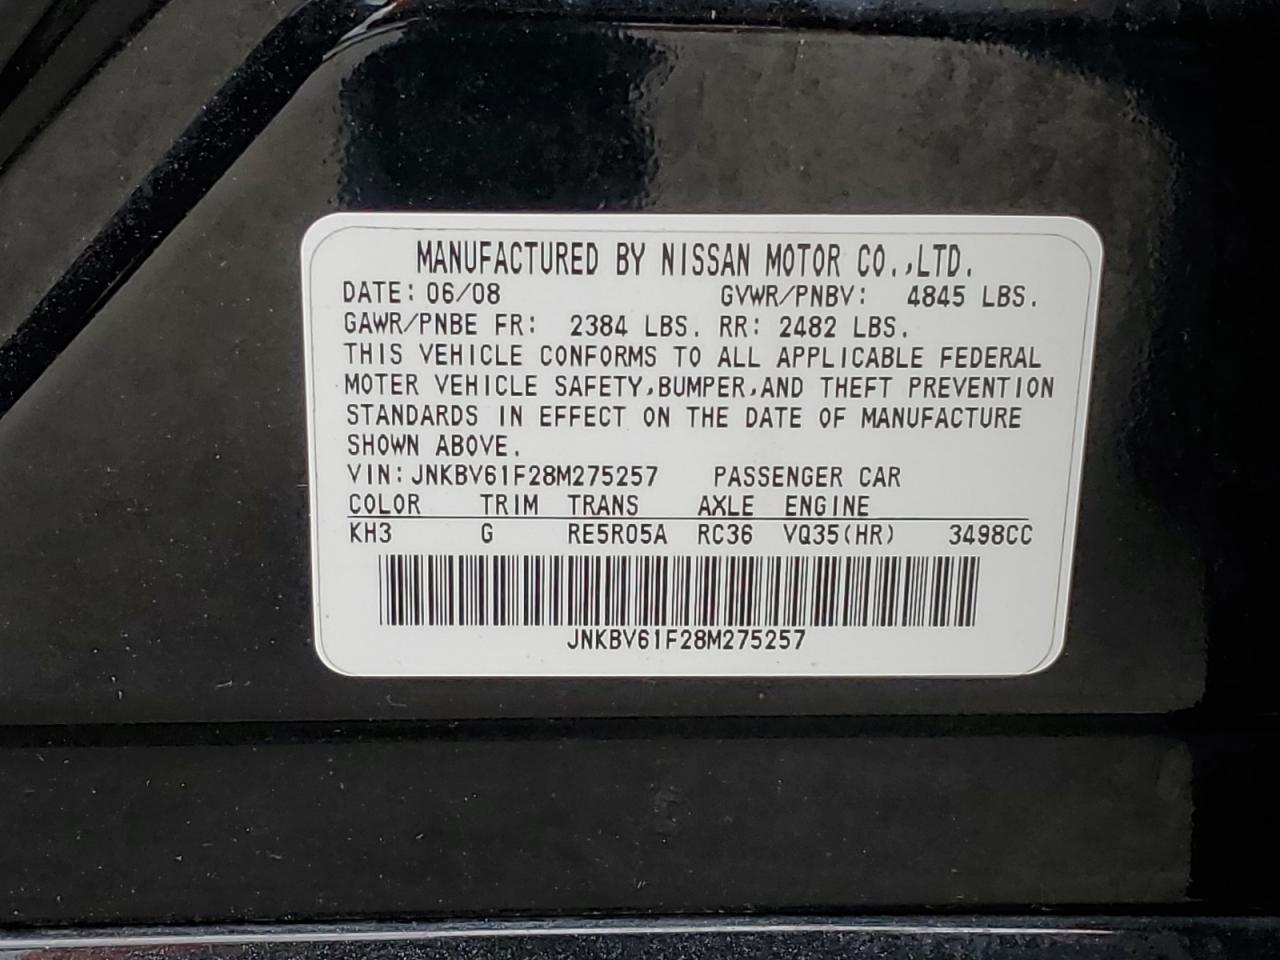 MANUFACTURED BY NISSAN MOTOR CO.,LTD.
DATE: 06/08 GVWR/PNBV: 4845 LBS.
GAWR/PNBE FR: 2384 LBS. RR: 2482 LBS.
THIS VEHICLE CONFORMS TO ALL APPLICABLE FEDERAL
MOTER VEHICLE SAFETY,BUMPER,AND THEFT PREVENTION
STANDARDS IN EFFECT ON THE DATE OF MANUFACTURE
SHOWN ABOVE.
VIN:JNKBV61F28M275257 PASSENGER CAR
COLOR TRIM TRANS AXLE ENGINE
KH3 G RE5R05A RC36 VQ35(HR) 3498CC
JNKBV61F28M275257